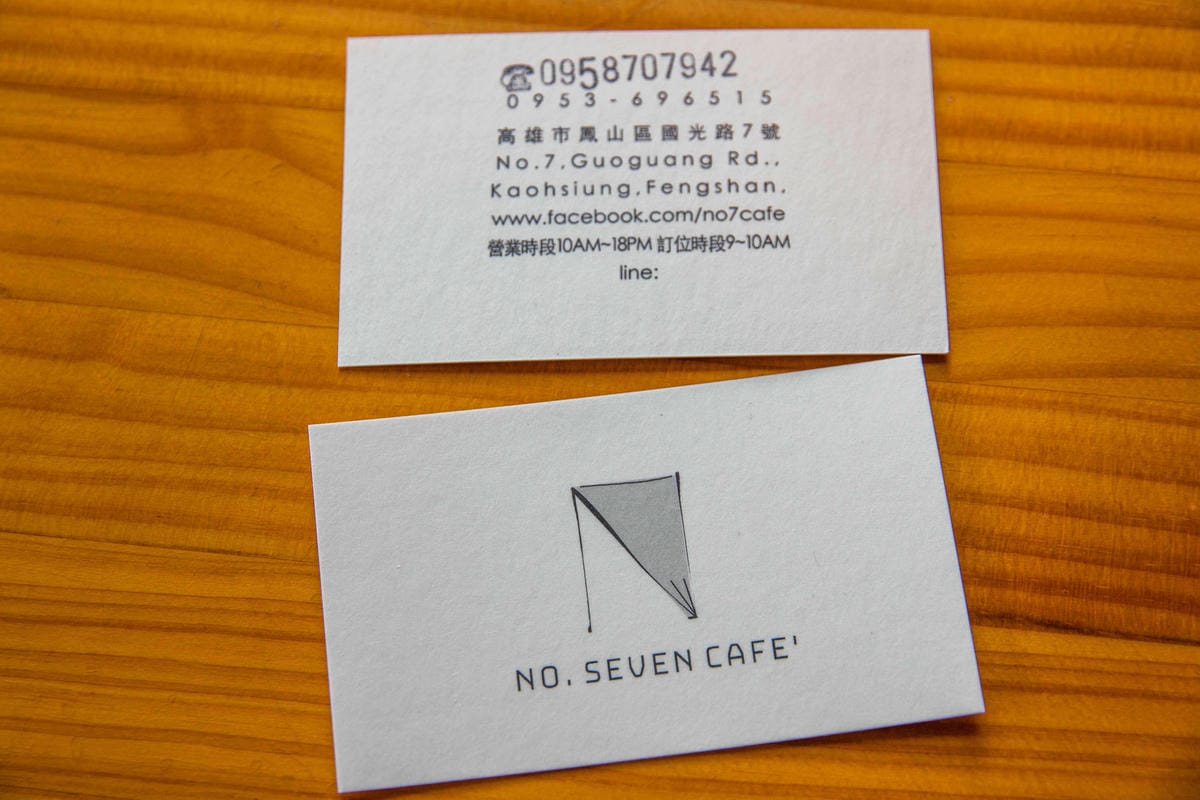 ☎0958707942
0953-696515
高雄市鳳山區國光路7號
No.7,Guoguang Rd.,
Kaohsiung,Fengshan,
www.facebook.com/no7cafe
營業時段10AM~18PM 訂位時段9~10AM
line:
NO. SEVEN CAFE'